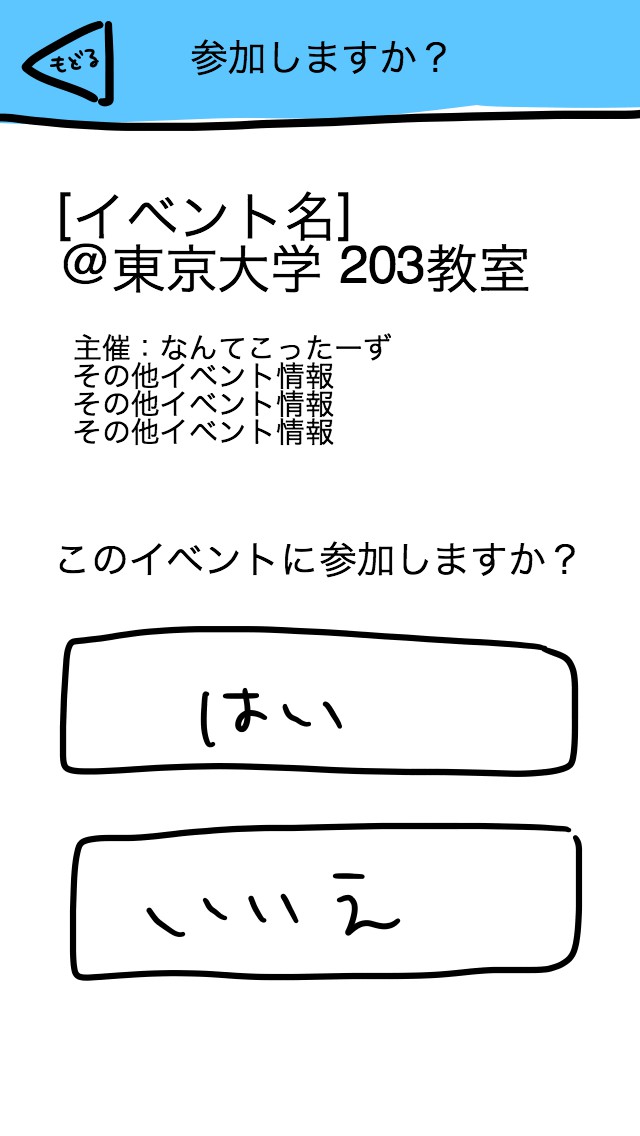 もどる
参加しますか？
[イベント名]
＠東京大学 203教室
主催：なんてこったーず
その他イベント情報
その他イベント情報
その他イベント情報
このイベントに参加しますか？
はい
いいえ